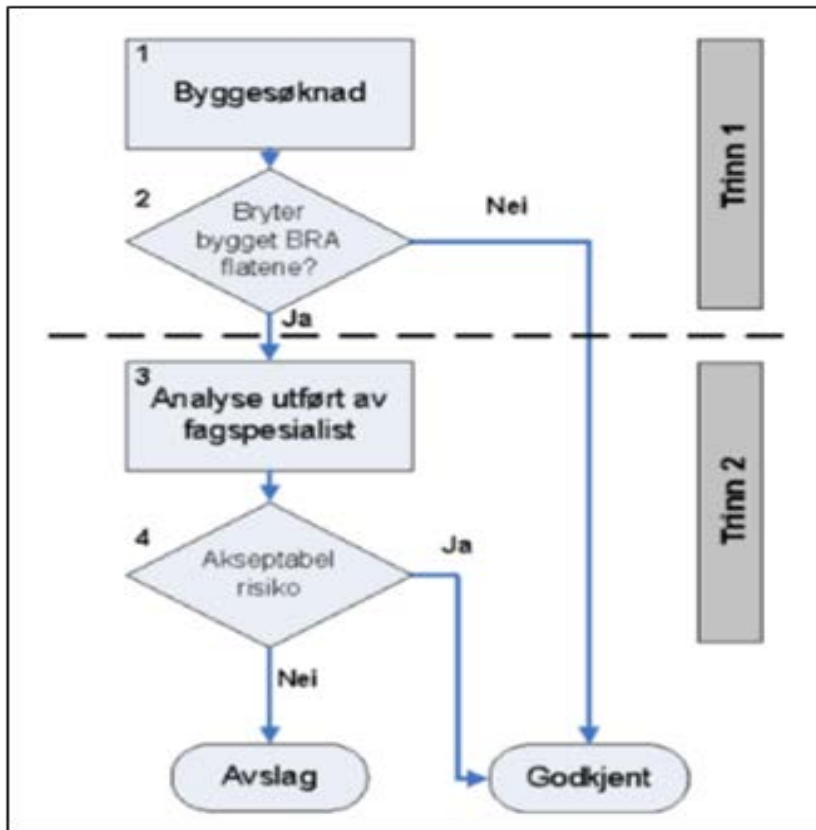 1
Byggesøknad
2
Bryter
bygget BRA
flatene?
Nei
Ja
Trinn 1
3
Analyse utført av
fagspesialist
4
Akseptabel
risiko
Ja
Nei
Trinn 2
Avslag
Godkjent